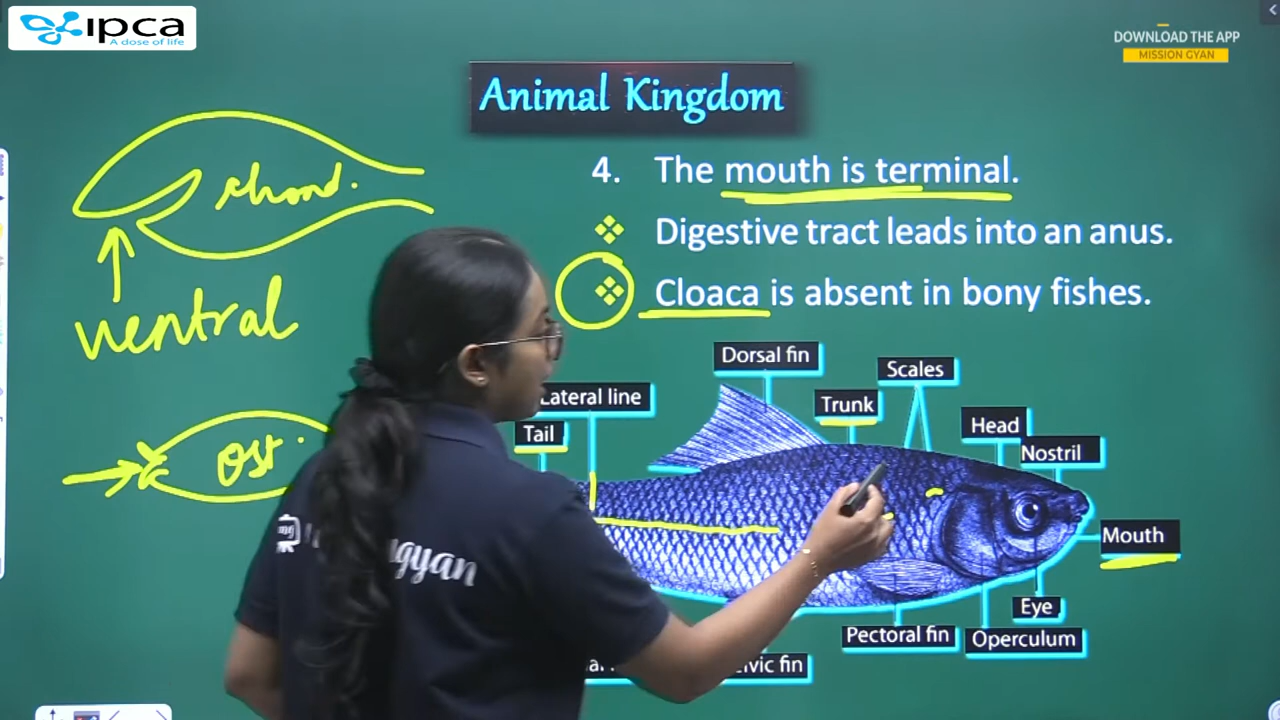 ipca
A dose of life
DOWNLOAD THE APP
MISSION GYAN
Animal Kingdom
4. The mouth is terminal.
❖ Digestive tract leads into an anus.
❖ Cloaca is absent in bony fishes.
chond.
ventral
Ost.
Dorsal fin
Scales
Lateral line
Trunk
Tail
Head
Nostril
Mouth
Eye
Pectoral fin
Operculum
fin